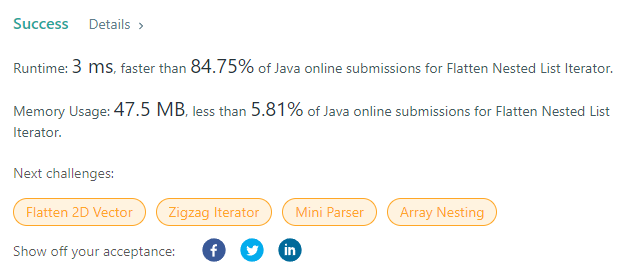 Success Details ›
Runtime: 3 ms, faster than 84.75% of Java online submissions for Flatten Nested List Iterator.
Memory Usage: 47.5 MB, less than 5.81% of Java online submissions for Flatten Nested List
Iterator.
Next challenges:
Flatten 2D Vector Zigzag Iterator Mini Parser Array Nesting
Show off your acceptance: